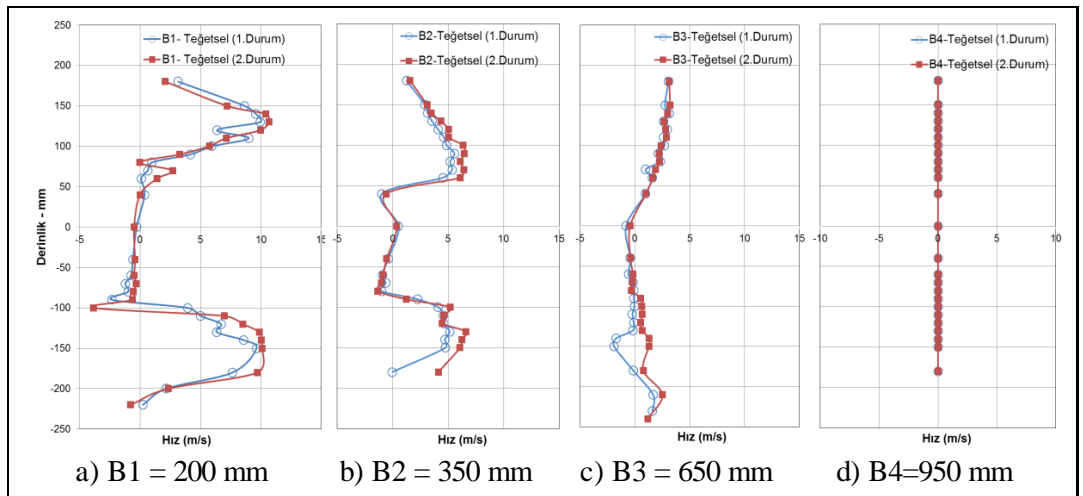 B1- Teğetsel (1.Durum)
B1- Teğetsel (2.Durum)
B2-Teğetsel (1.Durum)
B2-Teğetsel (2.Durum)
B3-Teğetsel (1.Durum)
B3-Teğetsel (2.Durum)
B4-Teğetsel (1.Durum)
B4-Teğetsel (2.Durum)
250
200
150
100
50
0
-50
-100
-150
-200
-250
Derinlik - mm
-5 0 5 10 15
-5 0 5 10 15
-5 0 5 10 15
-10 -5 0 5 10
Hız (m/s)
Hız (m/s)
Hız (m/s)
Hız (m/s)
a) B1 = 200 mm
b) B2 = 350 mm
c) B3 = 650 mm
d) B4=950 mm